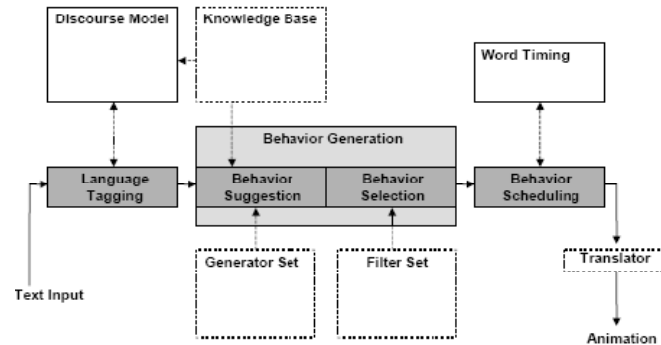 Discourse Model
Knowledge Base
Word Timing
Behavior Generation
Language
Tagging
Behavior
Suggestion
Behavior
Selection
Behavior
Scheduling
Generator Set
Filter Set
Translator
Text Input
Animation